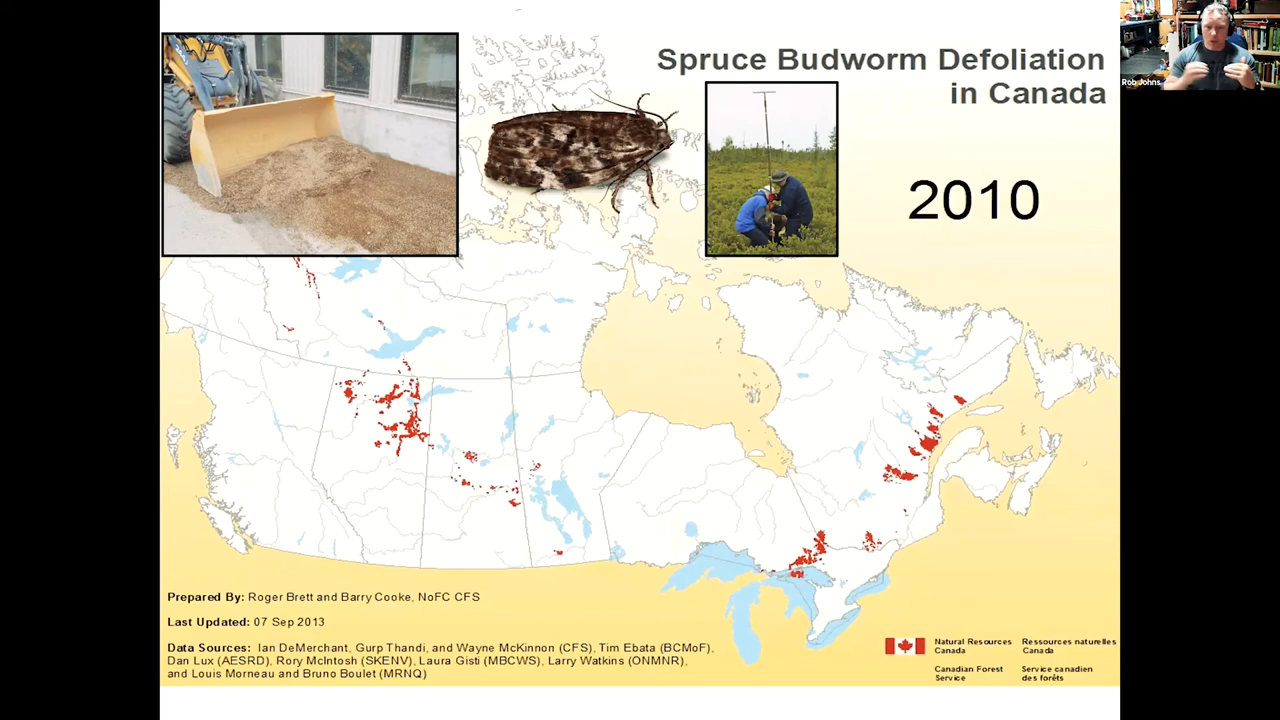 Spruce Budworm Defoliation
in Canada
2010
Rob Johns
Prepared By: Roger Brett and Barry Cooke, NoFC CFS
Last Updated: 07 Sep 2013
Data Sources: Ian DeMerchant, Gurp Thandi, and Wayne McKinnon (CFS), Tim Ebata (BCMoF),
Dan Lux (AESRD), Rory McIntosh (SKENV), Laura Gisti (MBCWS), Larry Watkins (ONMNR),
and Louis Morneau and Bruno Boulet (MRNQ)
Natural Resources
Canada
Ressources naturelles
Canada
Canadian Forest
Service
Service canadien
des forêts